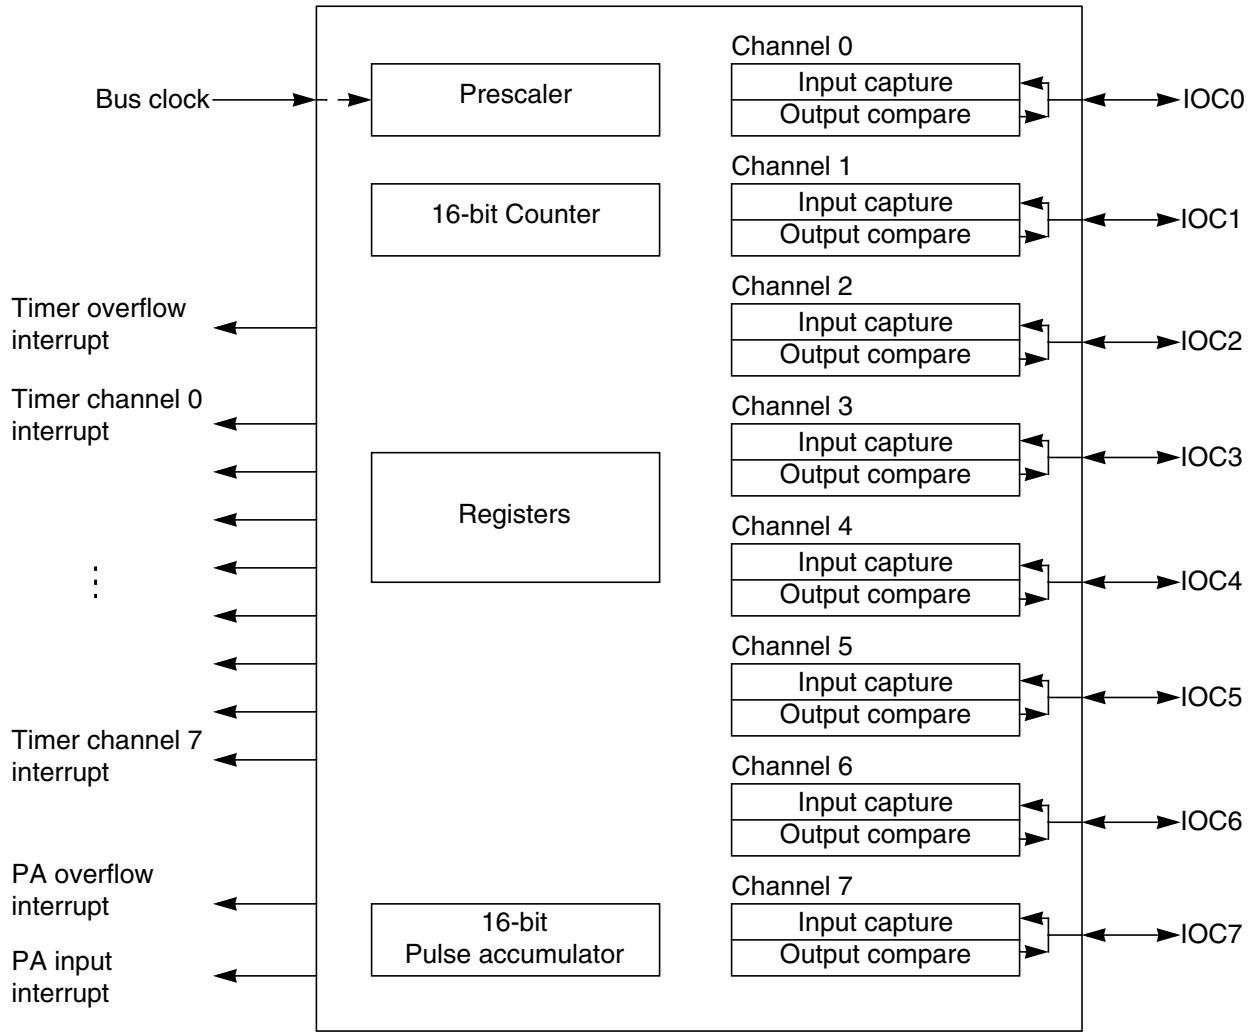 Bus clock
Timer overflow
interrupt
Timer channel 0
interrupt
Timer channel 7
interrupt
PA overflow
interrupt
PA input
interrupt
Prescaler
16-bit Counter
Registers
16-bit
Pulse accumulator
Channel 0
Input capture
Output compare
IOC0
Channel 1
Input capture
Output compare
IOC1
Channel 2
Input capture
Output compare
IOC2
Channel 3
Input capture
Output compare
IOC3
Channel 4
Input capture
Output compare
IOC4
Channel 5
Input capture
Output compare
IOC5
Channel 6
Input capture
Output compare
IOC6
Channel 7
Input capture
Output compare
IOC7